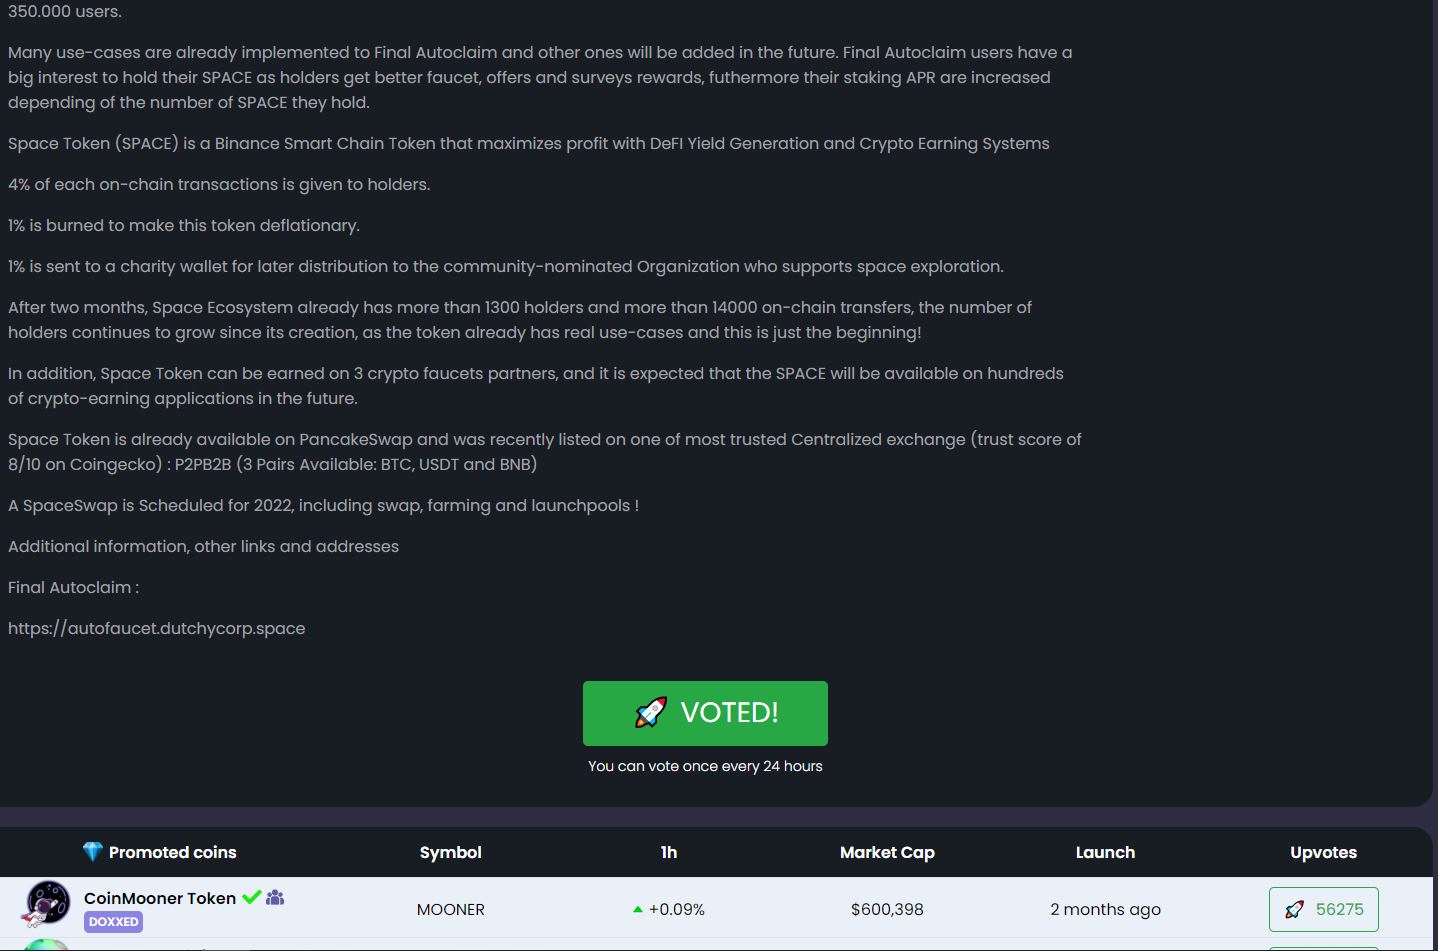 350.000 users.
Many use-cases are already implemented to Final Autoclaim and other ones will be added in the future. Final Autoclaim users have a
big interest to hold their SPACE as holders get better faucet, offers and surveys rewards, futhermore their staking APR are increased
depending of the number of SPACE they hold.
Space Token (SPACE) is a Binance Smart Chain Token that maximizes profit with DeFI Yield Generation and Crypto Earning Systems
4% of each on-chain transactions is given to holders.
1% is burned to make this token deflationary.
1% is sent to a charity wallet for later distribution to the community-nominated Organization who supports space exploration.
After two months, Space Ecosystem already has more than 1300 holders and more than 14000 on-chain transfers, the number of
holders continues to grow since its creation, as the token already has real use-cases and this is just the beginning!
In addition, Space Token can be earned on 3 crypto faucets partners, and it is expected that the SPACE will be available on hundreds
of crypto-earning applications in the future.
Space Token is already available on PancakeSwap and was recently listed on one of most trusted Centralized exchange (trust score of
8/10 on Coingecko) : P2PB2B (3 Pairs Available: BTC, USDT and BNB)
A SpaceSwap is Scheduled for 2022, including swap, farming and launchpools !
Additional information, other links and addresses
Final Autoclaim :
https://autofaucet.dutchycorp.space
VOTED!
You can vote once every 24 hours
Promoted coins Symbol 1h Market Cap Launch Upvotes
CoinMooner Token MOONER +0.09% $600,398 2 months ago 56275
DOXXED